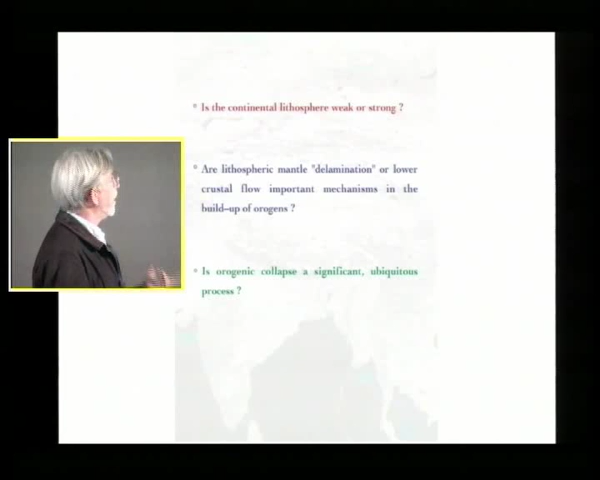 * Is the continental lithosphere weak or strong ?
* Are lithospheric mantle "delamination" or lower
crustal flow important mechanisms in the
build-up of orogens ?
* Is orogenic collapse a significant, ubiquitous
process ?